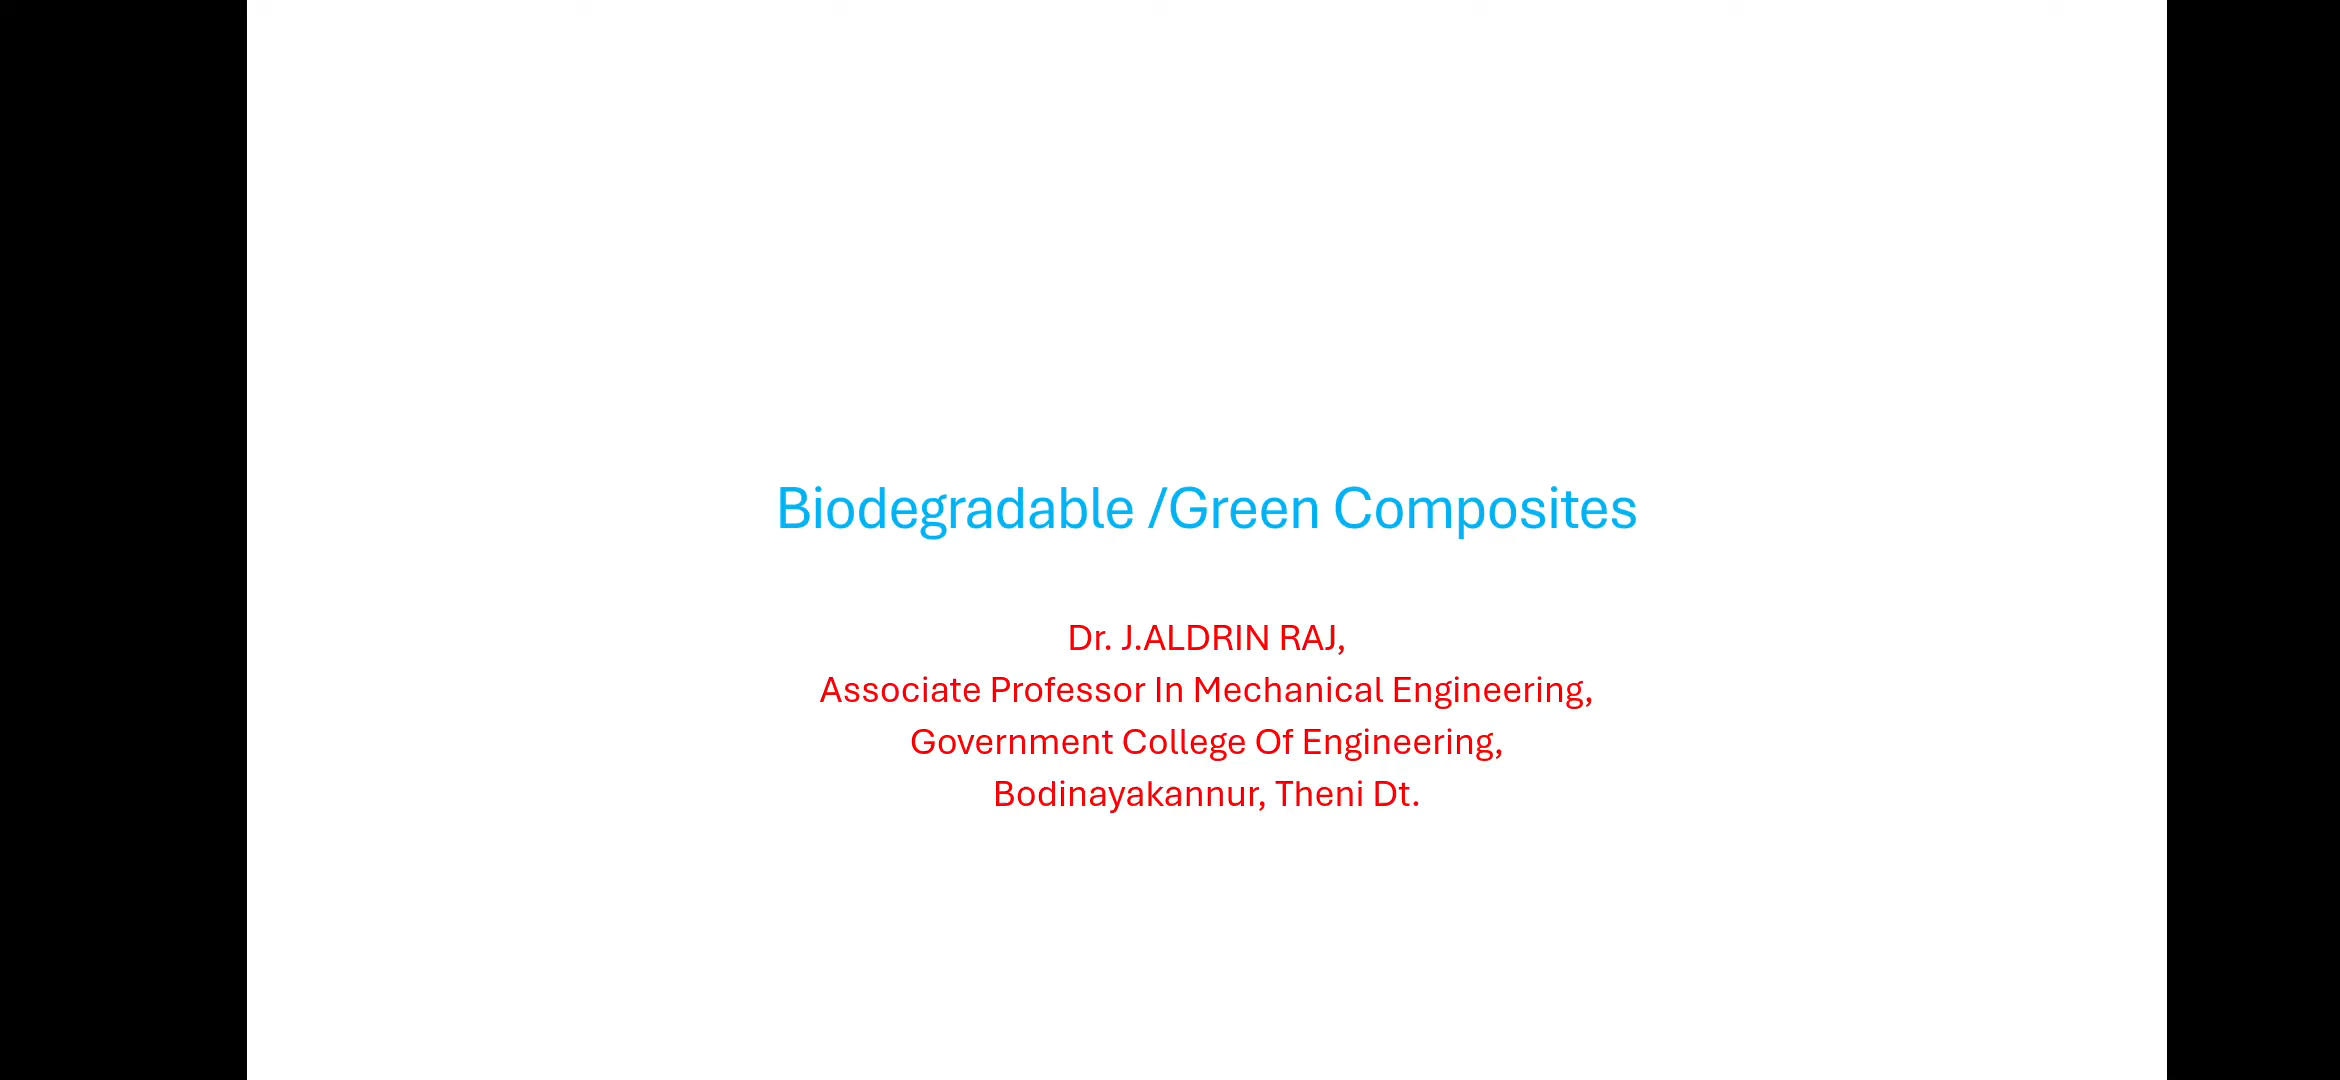 Biodegradable /Green Composites
Dr. J.ALDRIN RAJ,
Associate Professor In Mechanical Engineering,
Government College Of Engineering,
Bodinayakannur, Theni Dt.